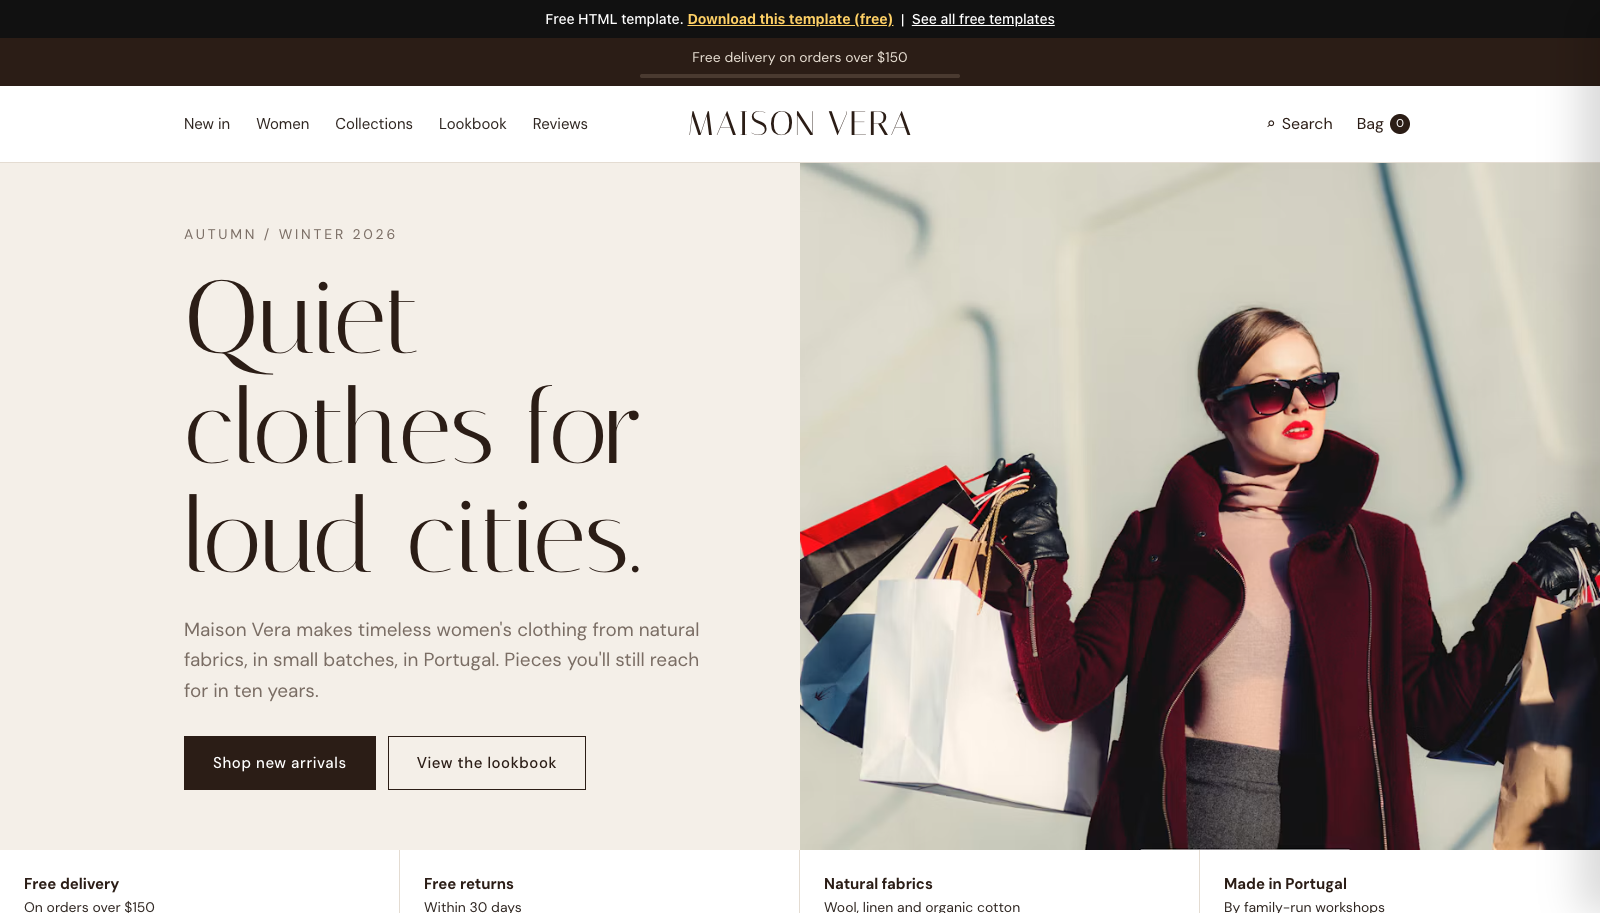 Free HTML template. Download this template (free) | See all free templates
Free delivery on orders over $150
New in Women Collections Lookbook Reviews
MAISON VERA
Search Bag 0
AUTUMN / WINTER 2026
Quiet
clothes for
loud cities.
Maison Vera makes timeless women's clothing from natural
fabrics, in small batches, in Portugal. Pieces you'll still reach
for in ten years.
Shop new arrivals
View the lookbook
Free delivery
On orders over $150
Free returns
Within 30 days
Natural fabrics
Wool, linen and organic cotton
Made in Portugal
By family-run workshops